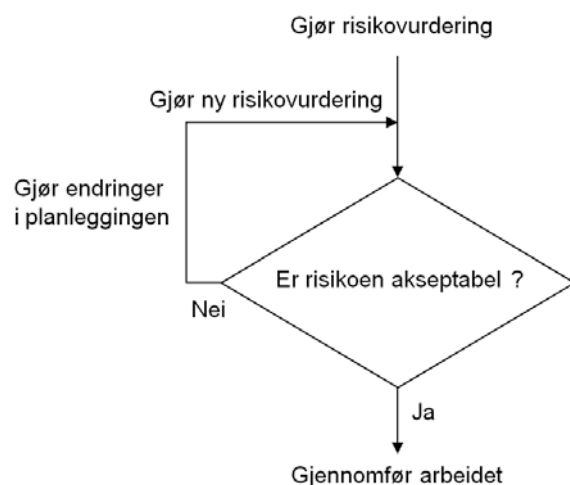 Gjør risikovurdering
Gjør ny risikovurdering
Gjør endringer
i planleggingen
Er risikoen akseptabel ?
Nei
Ja
Gjennomfør arbeidet